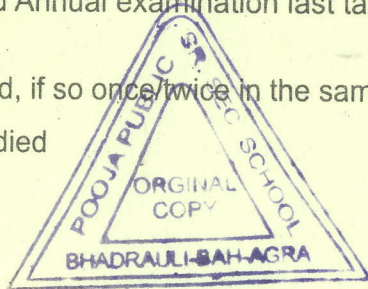 d Annual examination last ta
d, if so once/twice in the sam
died
POOJA PUBLIC SR. SEC SCHOOL
ORGINAL
COPY
BHADRAULI-BAH-AGRA